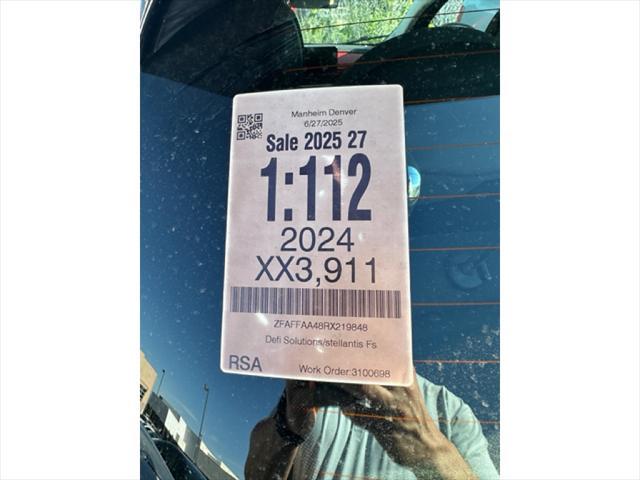 Manheim Denver
6/27/2025
Sale 2025 27
1:112
2024
XX3,911
ZFAFFAA48RX219848
Defi Solutions/stellantis Fs
RSA
Work Order:3100698